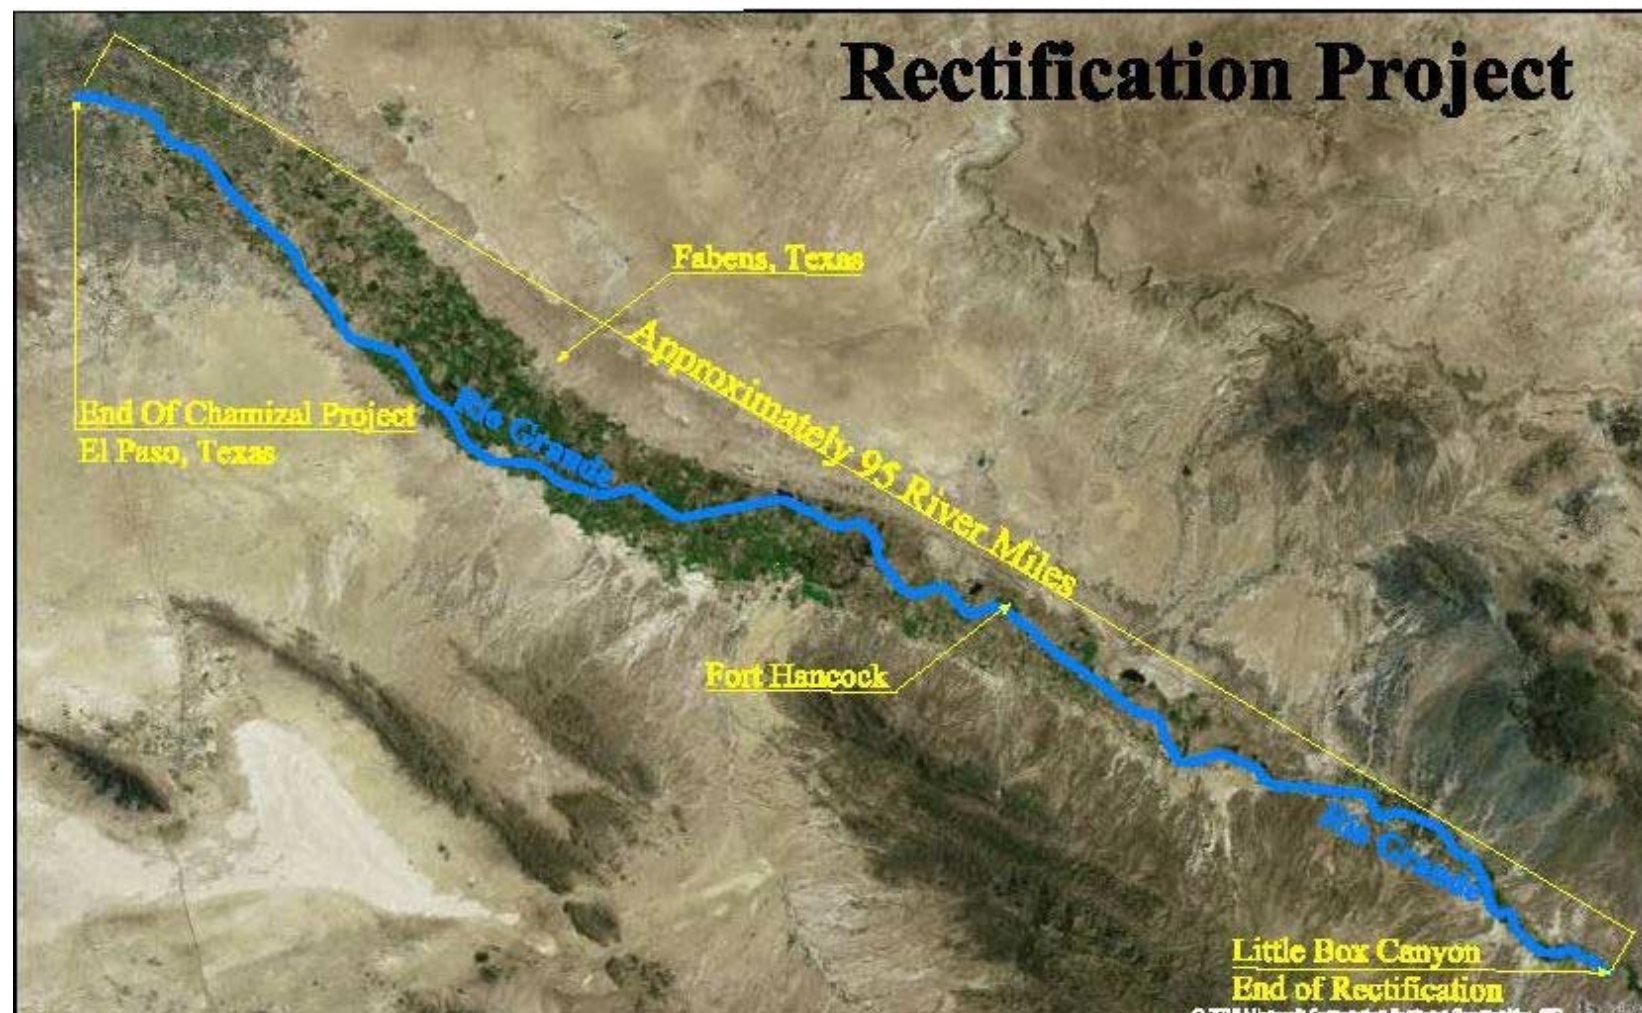 Rectification Project
Fabens, Texas
Approximately 95 River Miles
End Of Chamizal Project
El Paso, Texas
Rio Grande
Fort Hancock
Rio Grande
Little Box Canyon
End of Rectification